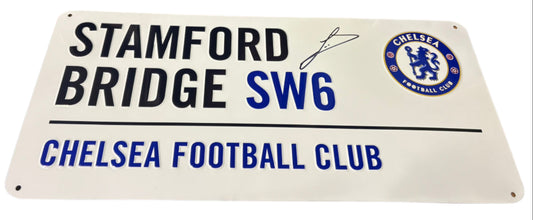 STAMFORD
BRIDGE SW6
CHELSEA FOOTBALL CLUB
CHELSEA
FOOTBALL CLUB